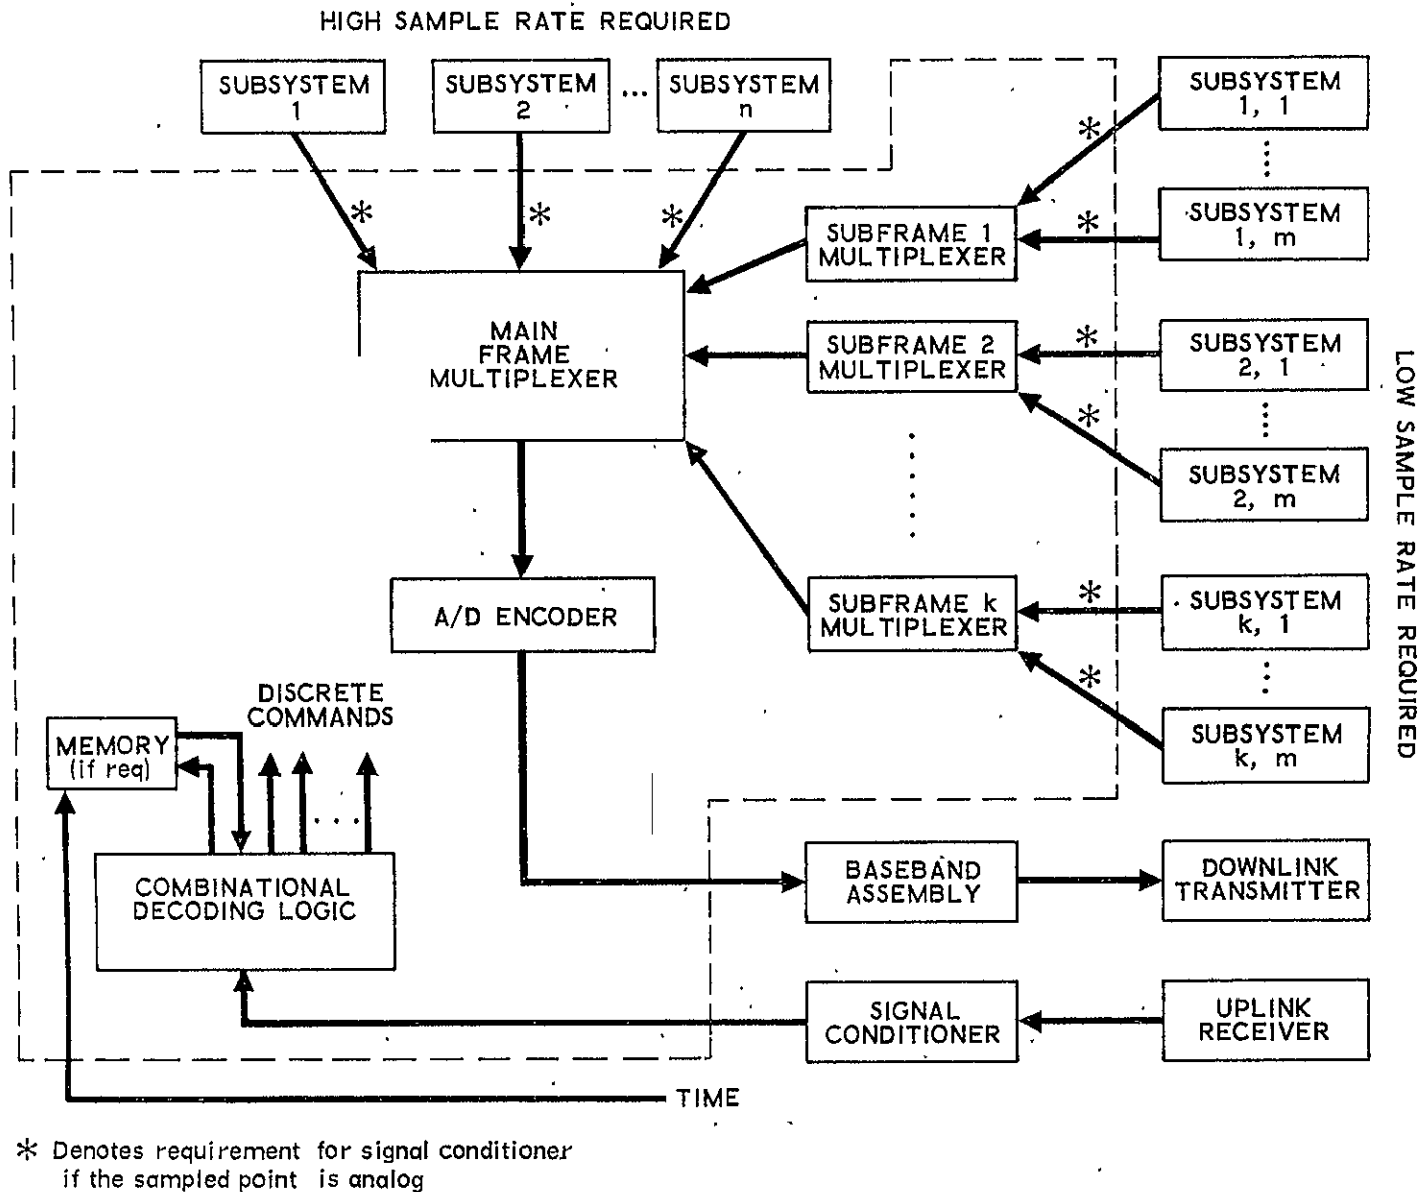 HIGH SAMPLE RATE REQUIRED
SUBSYSTEM
1
SUBSYSTEM
2
...
SUBSYSTEM
n
SUBSYSTEM
1, 1
SUBSYSTEM
1, m
SUBSYSTEM
2, 1
SUBSYSTEM
2, m
SUBSYSTEM
k, 1
SUBSYSTEM
k, m
LOW SAMPLE RATE REQUIRED
*
*
*
*
*
*
*
*
*
SUBFRAME 1
MULTIPLEXER
SUBFRAME 2
MULTIPLEXER
SUBFRAME k
MULTIPLEXER
MAIN
FRAME
MULTIPLEXER
A/D ENCODER
DISCRETE
COMMANDS
MEMORY
(if req)
COMBINATIONAL
DECODING LOGIC
BASEBAND
ASSEMBLY
DOWNLINK
TRANSMITTER
SIGNAL
CONDITIONER
UPLINK
RECEIVER
TIME
* Denotes requirement for signal conditioner
if the sampled point is analog